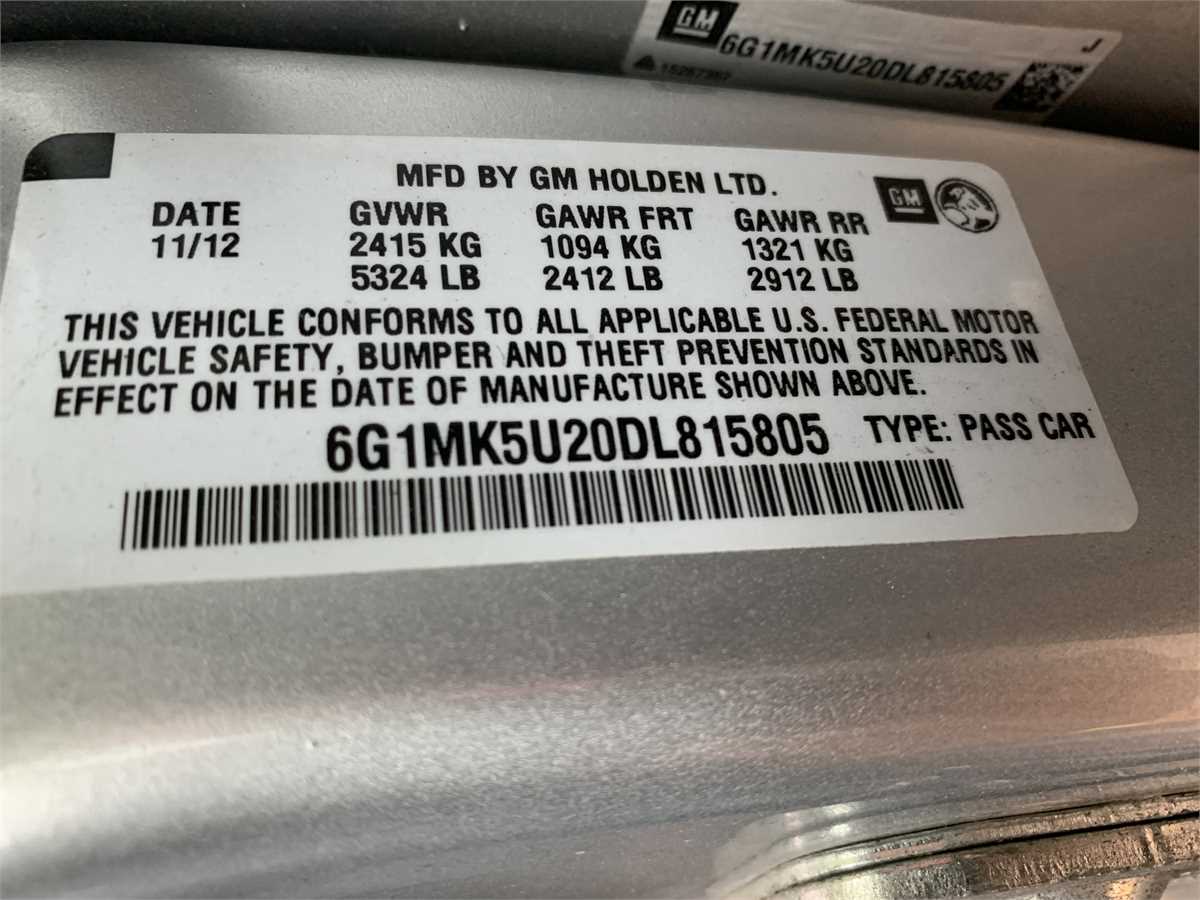 GM
J
6G1MK5U20DL815805
MFD BY GM HOLDEN LTD.
GM
DATE GVWR GAWR FRT GAWR RR
11/12 2415 KG 1094 KG 1321 KG
5324 LB 2412 LB 2912 LB
THIS VEHICLE CONFORMS TO ALL APPLICABLE U.S. FEDERAL MOTOR
VEHICLE SAFETY, BUMPER AND THEFT PREVENTION STANDARDS IN
EFFECT ON THE DATE OF MANUFACTURE SHOWN ABOVE.
6G1MK5U20DL815805 TYPE: PASS CAR